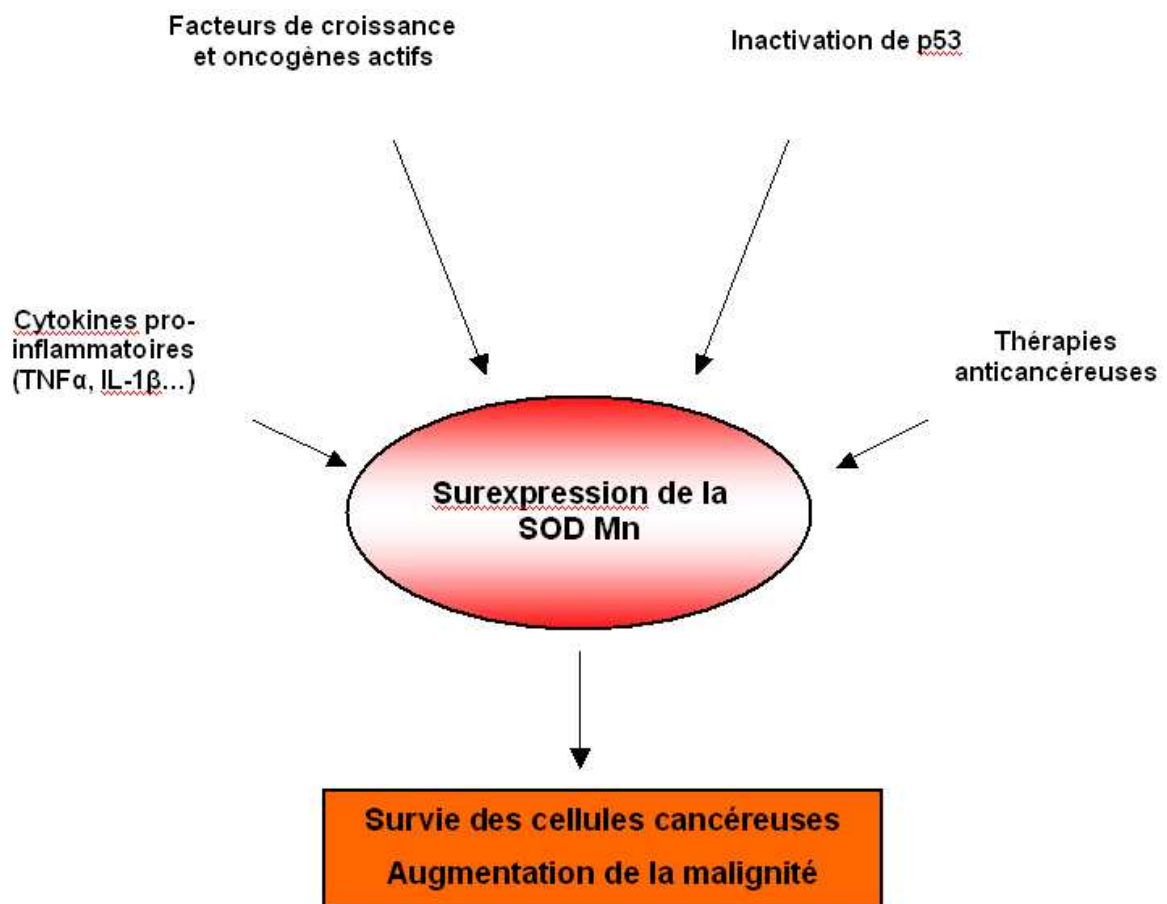 Facteurs de croissance
et oncogènes actifs
Inactivation de p53
Cytokines pro-
inflammatoires
(TNFα, IL-1β...)
Thérapies
anticancéreuses
Surexpression de la
SOD Mn
Survie des cellules cancéreuses
Augmentation de la malignité